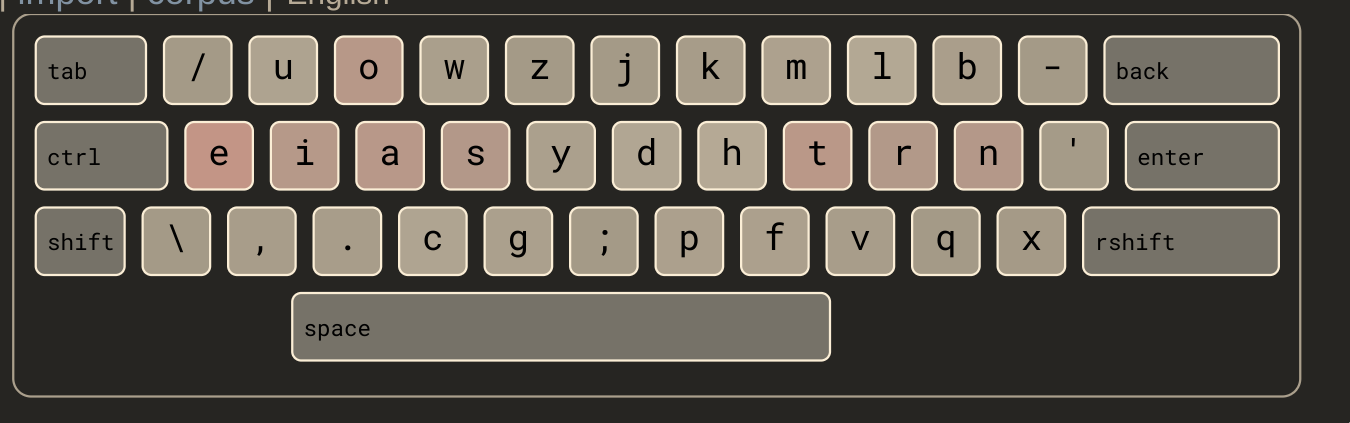 | import | corpus | English
tab / u o w z j k m l b - back
ctrl e i a s y d h t r n ' enter
shift \ , . c g ; p f v q x rshift
space